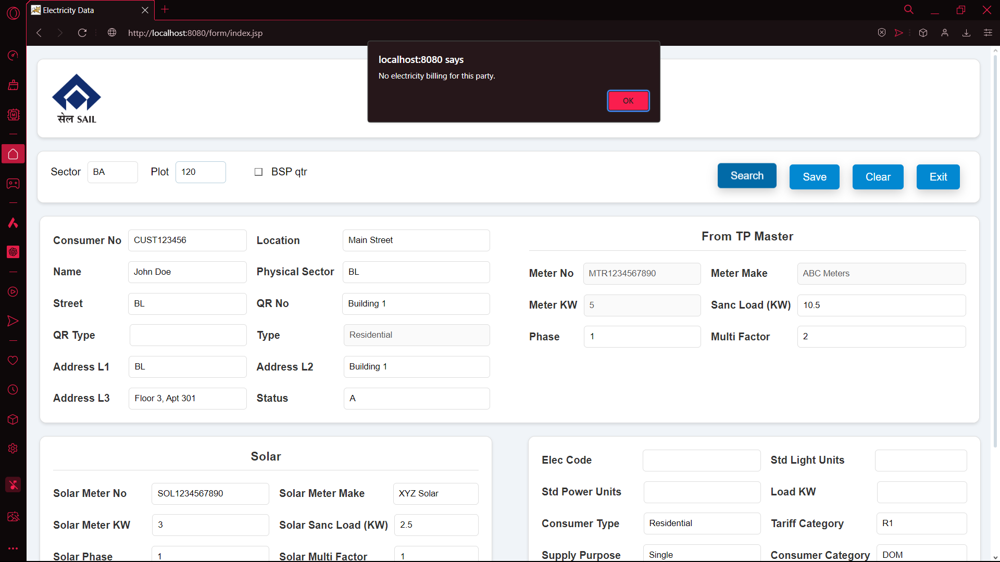 Electricity Data
http://localhost:8080/form/index.jsp
localhost:8080 says
No electricity billing for this party.
OK
सेल SAIL
Sector BA Plot 120 BSP qtr Search Save Clear Exit
From TP Master
Consumer No CUST123456 Location Main Street
Name John Doe Physical Sector BL
Meter No MTR1234567890 Meter Make ABC Meters
Street BL QR No Building 1
Meter KW 5 Sanc Load (KW) 10.5
QR Type Type Residential
Phase 1 Multi Factor 2
Address L1 BL Address L2 Building 1
Address L3 Floor 3, Apt 301 Status A
Solar
Solar Meter No SOL1234567890 Solar Meter Make XYZ Solar
Solar Meter KW 3 Solar Sanc Load (KW) 2.5
Solar Phase 1 Solar Multi Factor 1
Elec Code Std Light Units
Std Power Units Load KW
Consumer Type Residential Tariff Category R1
Supply Purpose Single Consumer Category DOM